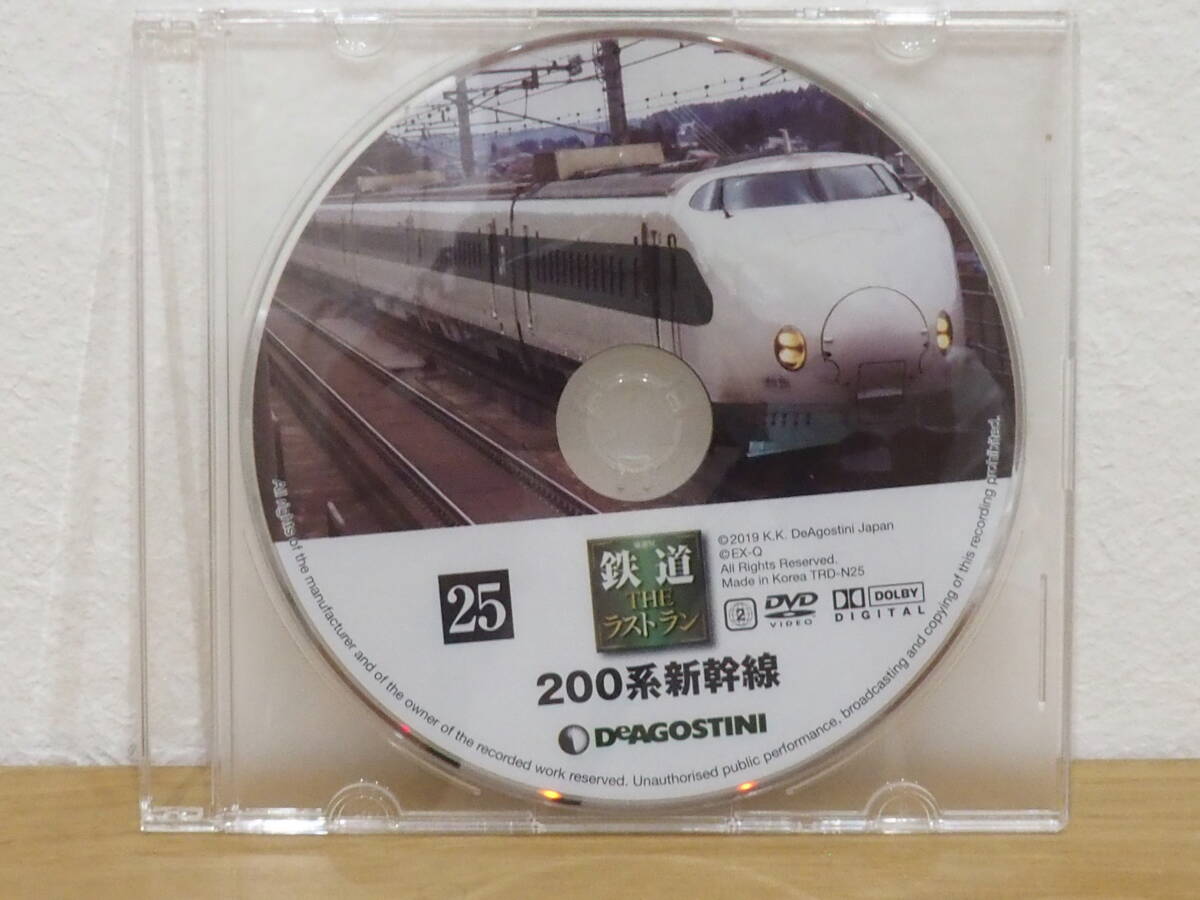 25
鉄道
THE
ラストラン
©2019 K.K. DeAgostini Japan
©EX-Q
All Rights Reserved.
Made in Korea TRD-N25
2
DVD
VIDEO
DOLBY
DIGITAL
200系新幹線
DeAGOSTINI
All rights of the manufacturer and of the owner of the recorded work reserved. Unauthorised public performance, broadcasting and copying of this recording prohibited.